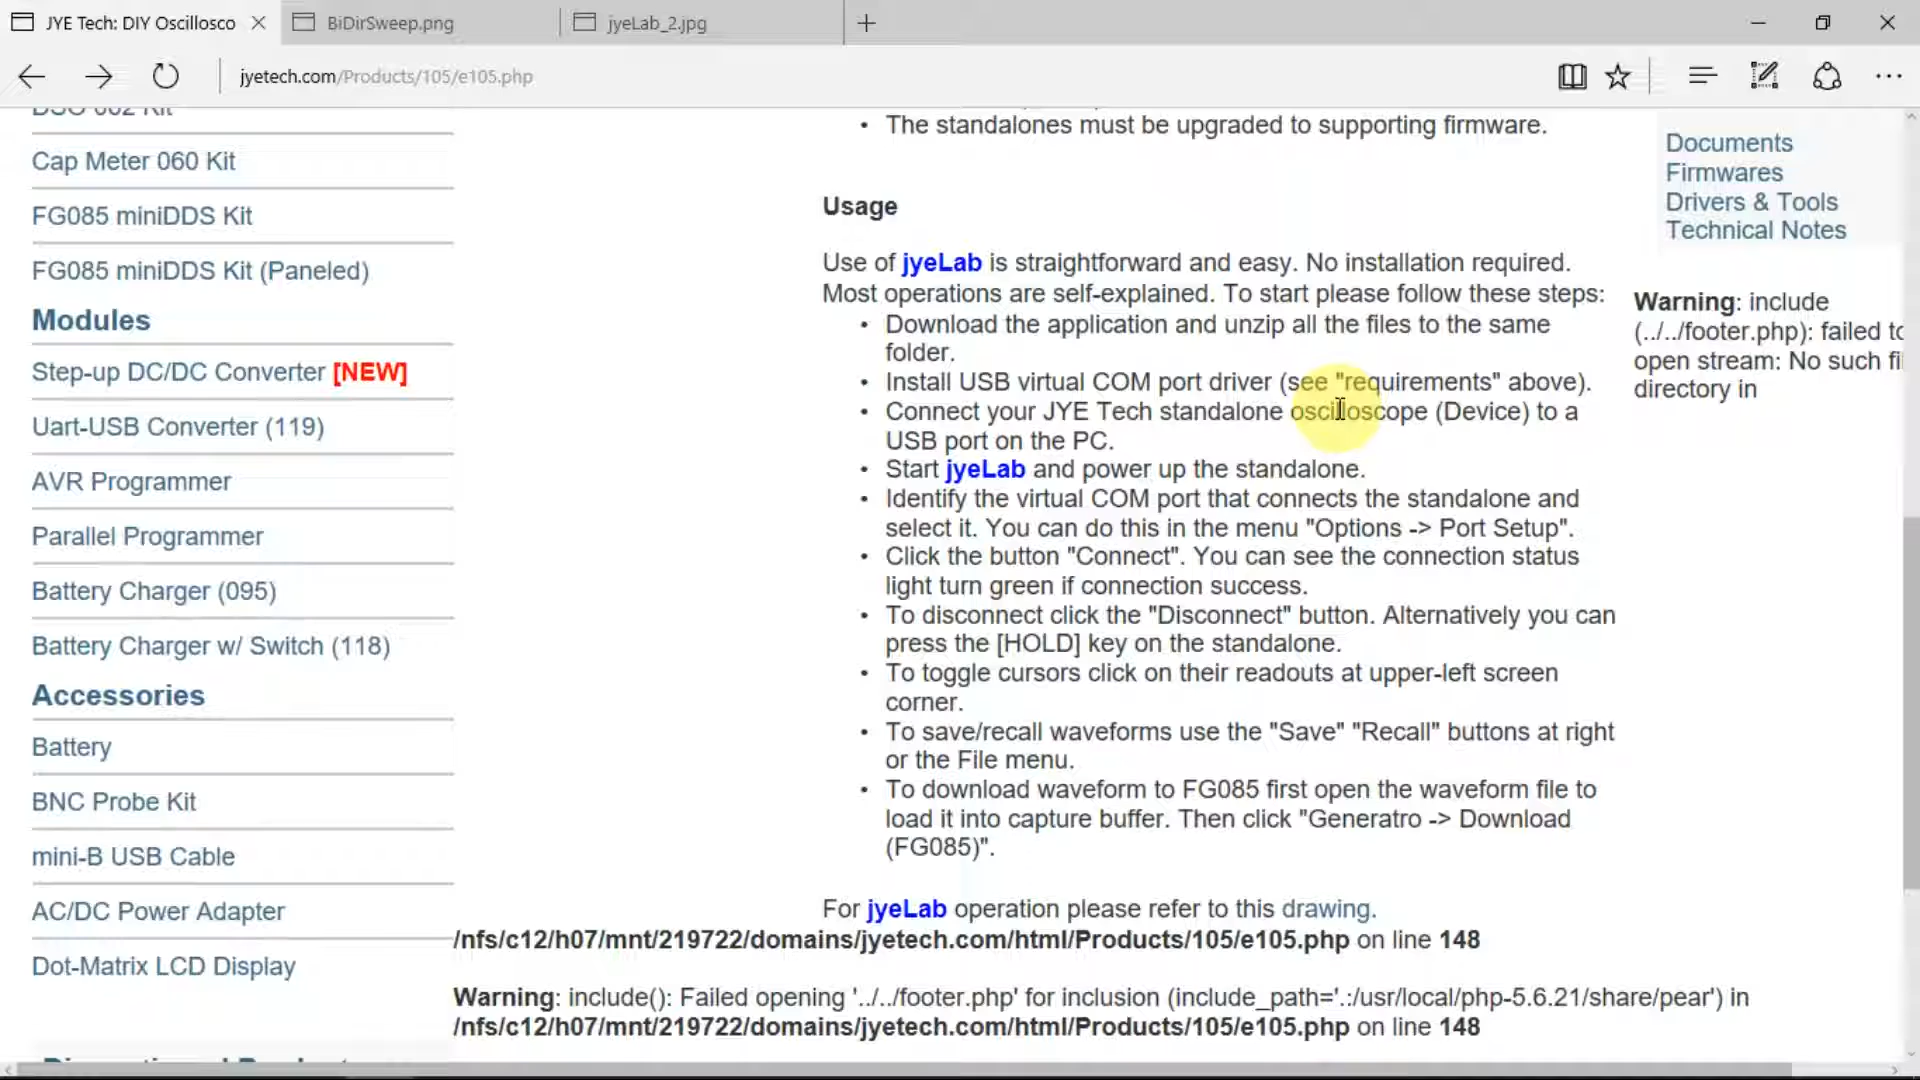 JYE Tech: DIY Oscillosco
BiDirSweep.png
jyeLab_2.jpg
jyetech.com/Products/105/e105.php
DSO 062 Kit
Cap Meter 060 Kit
FG085 miniDDS Kit
FG085 miniDDS Kit (Paneled)
Modules
Step-up DC/DC Converter [NEW]
Uart-USB Converter (119)
AVR Programmer
Parallel Programmer
Battery Charger (095)
Battery Charger w/ Switch (118)
Accessories
Battery
BNC Probe Kit
mini-B USB Cable
AC/DC Power Adapter
Dot-Matrix LCD Display
• The standalones must be upgraded to supporting firmware.
Usage
Use of jyeLab is straightforward and easy. No installation required.
Most operations are self-explained. To start please follow these steps:
• Download the application and unzip all the files to the same
folder.
• Install USB virtual COM port driver (see "requirements" above).
• Connect your JYE Tech standalone oscilloscope (Device) to a
USB port on the PC.
• Start jyeLab and power up the standalone.
• Identify the virtual COM port that connects the standalone and
select it. You can do this in the menu "Options -> Port Setup".
• Click the button "Connect". You can see the connection status
light turn green if connection success.
• To disconnect click the "Disconnect" button. Alternatively you can
press the [HOLD] key on the standalone.
• To toggle cursors click on their readouts at upper-left screen
corner.
• To save/recall waveforms use the "Save" "Recall" buttons at right
or the File menu.
• To download waveform to FG085 first open the waveform file to
load it into capture buffer. Then click "Generatro -> Download
(FG085)".
For jyeLab operation please refer to this drawing.
Documents
Firmwares
Drivers & Tools
Technical Notes
Warning: include
(../../footer.php): failed to
open stream: No such fi
directory in
/nfs/c12/h07/mnt/219722/domains/jyetech.com/html/Products/105/e105.php on line 148
Warning: include(): Failed opening '../../footer.php' for inclusion (include_path='.:/usr/local/php-5.6.21/share/pear') in
/nfs/c12/h07/mnt/219722/domains/jyetech.com/html/Products/105/e105.php on line 148